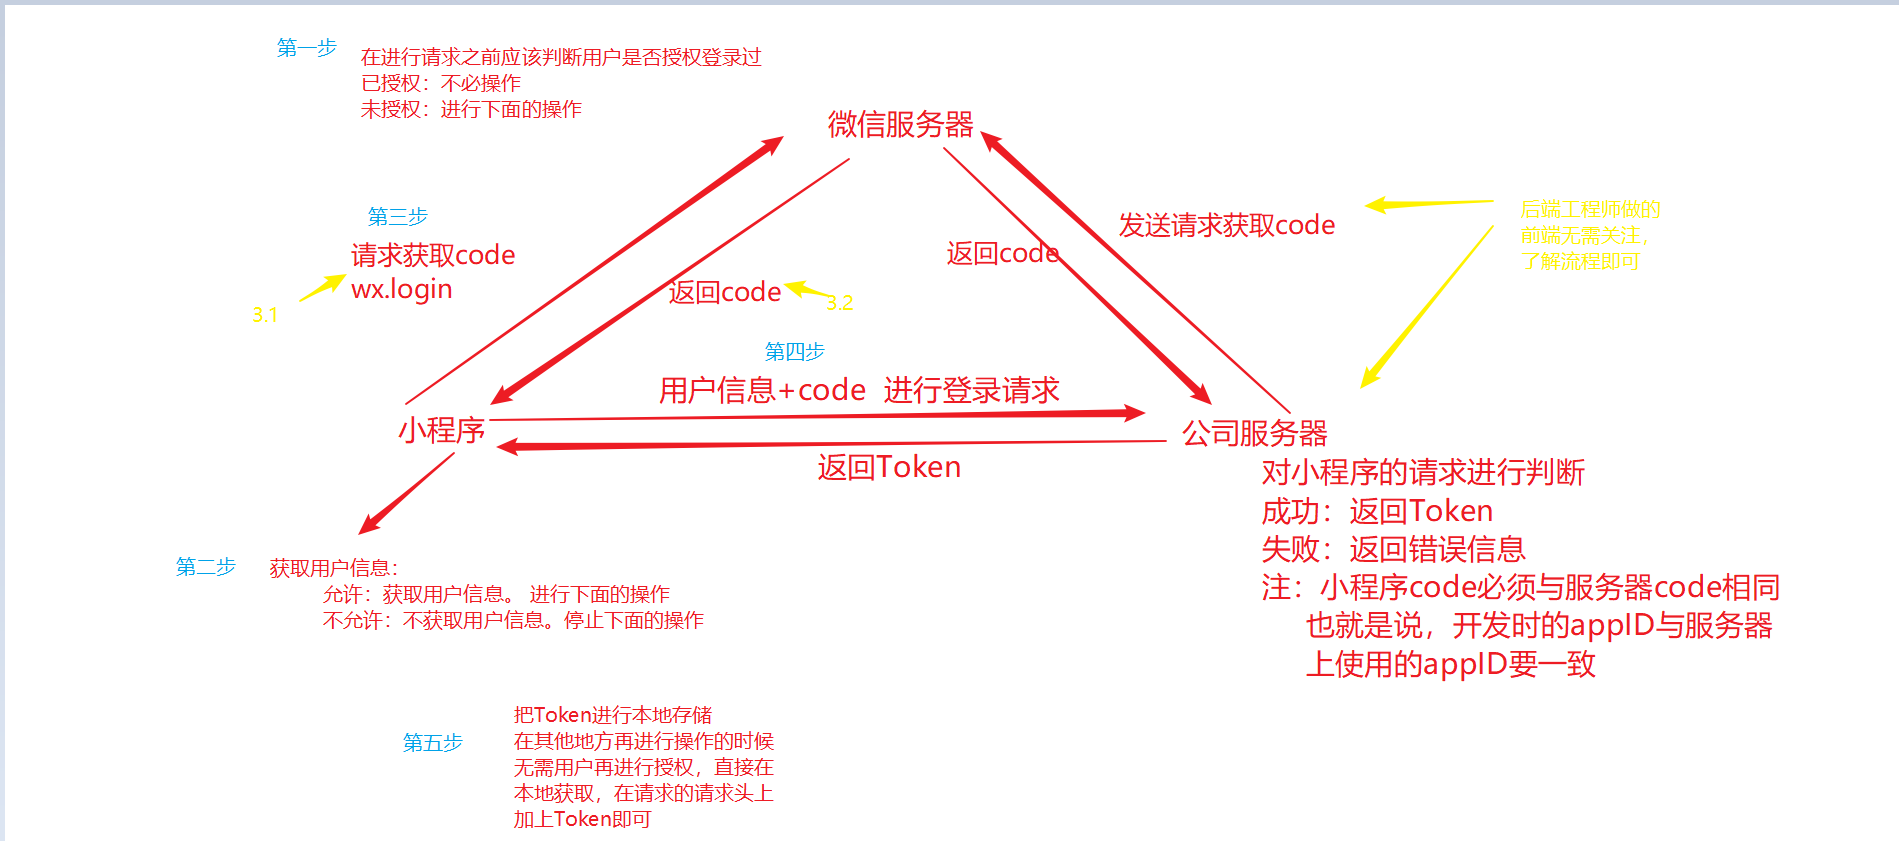 第一步
在进行请求之前应该判断用户是否授权登录过
已授权：不必操作
未授权：进行下面的操作
微信服务器
第三步
请求获取code
wx.login
3.1
返回code
3.2
返回code
发送请求获取code
后端工程师做的
前端无需关注，
了解流程即可
第四步
用户信息+code 进行登录请求
小程序
公司服务器
返回Token
对小程序的请求进行判断
成功：返回Token
失败：返回错误信息
注：小程序code必须与服务器code相同
也就是说，开发时的appID与服务器
上使用的appID要一致
第二步
获取用户信息：
允许：获取用户信息。 进行下面的操作
不允许：不获取用户信息。停止下面的操作
第五步
把Token进行本地存储
在其他地方再进行操作的时候
无需用户再进行授权，直接在
本地获取，在请求的请求头上
加上Token即可